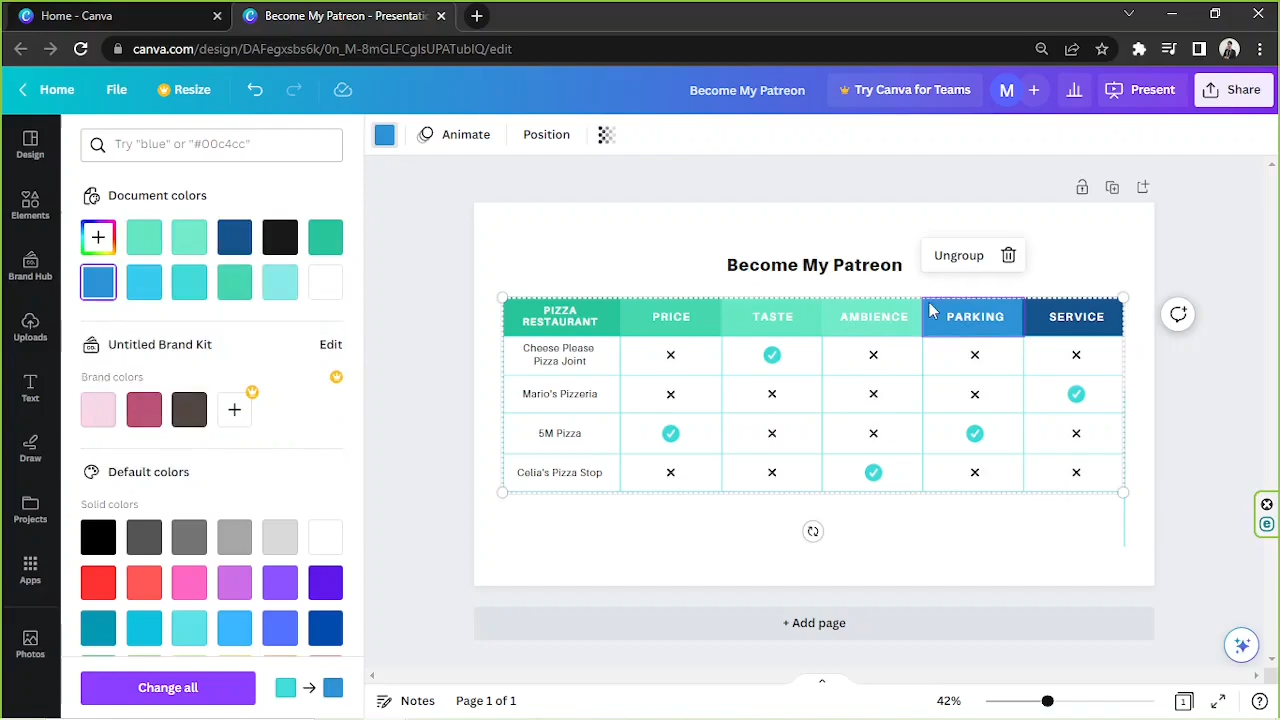 Home - Canva
Become My Patreon - Presentatic
canva.com/design/DAFegxsbs6k/0n_M-8mGLFCglsUPATubIQ/edit
Home
File
Resize
Become My Patreon
Try Canva for Teams
M
Present
Share
Try "blue" or "#00c4cc"
Animate
Position
Design
Elements
Brand Hub
Uploads
Text
Draw
Projects
Apps
Photos
Document colors
Untitled Brand Kit
Edit
Brand colors
Default colors
Solid colors
Change all
Become My Patreon
Ungroup
PIZZA
RESTAURANT
PRICE
TASTE
AMBIENCE
PARKING
SERVICE
Cheese Please
Pizza Joint
Mario's Pizzeria
5M Pizza
Celia's Pizza Stop
+ Add page
Notes
Page 1 of 1
42%
1